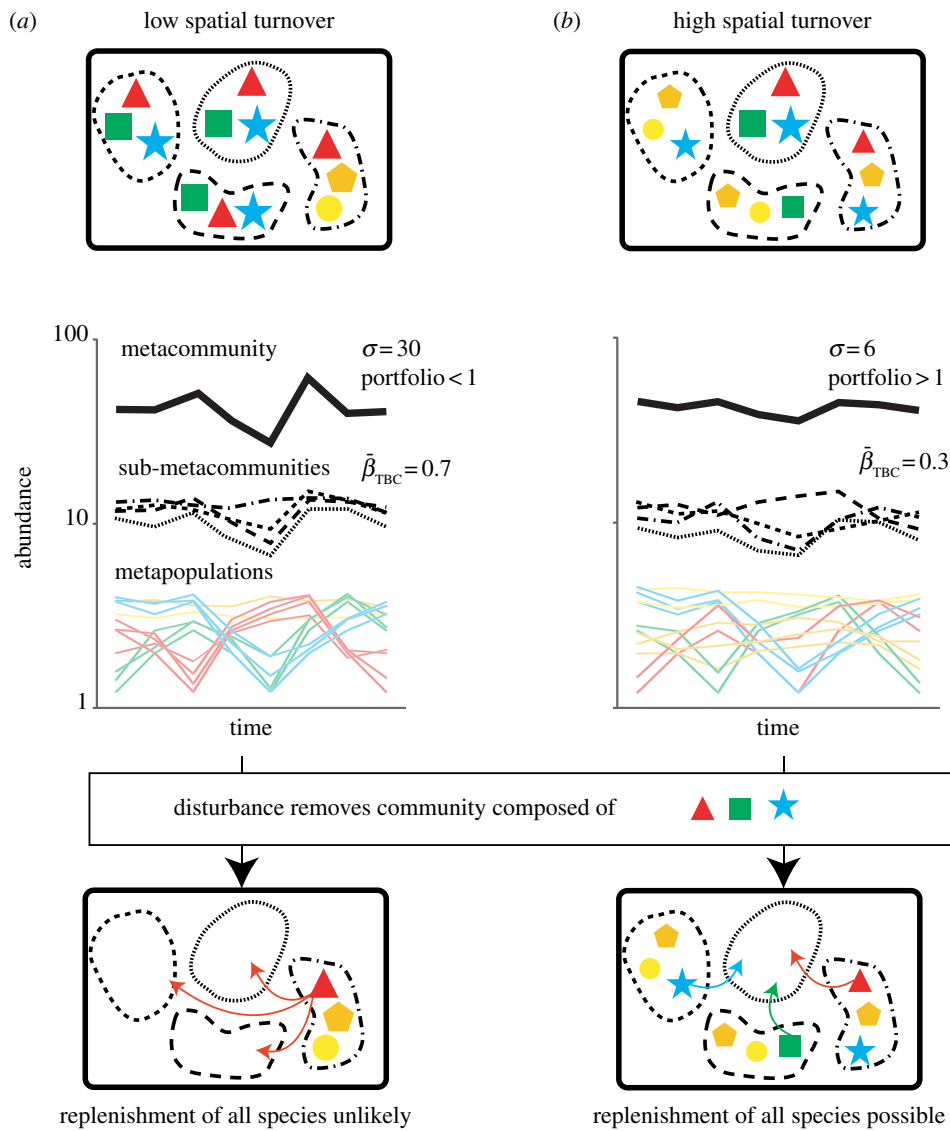 (a) low spatial turnover
(b) high spatial turnover
100
metacommunity
σ = 30
portfolio < 1
sub-metacommunities
β̄TBC = 0.7
10
abundance
metapopulations
1
time
σ = 6
portfolio > 1
β̄TBC = 0.3
time
disturbance removes community composed of
replenishment of all species unlikely
replenishment of all species possible